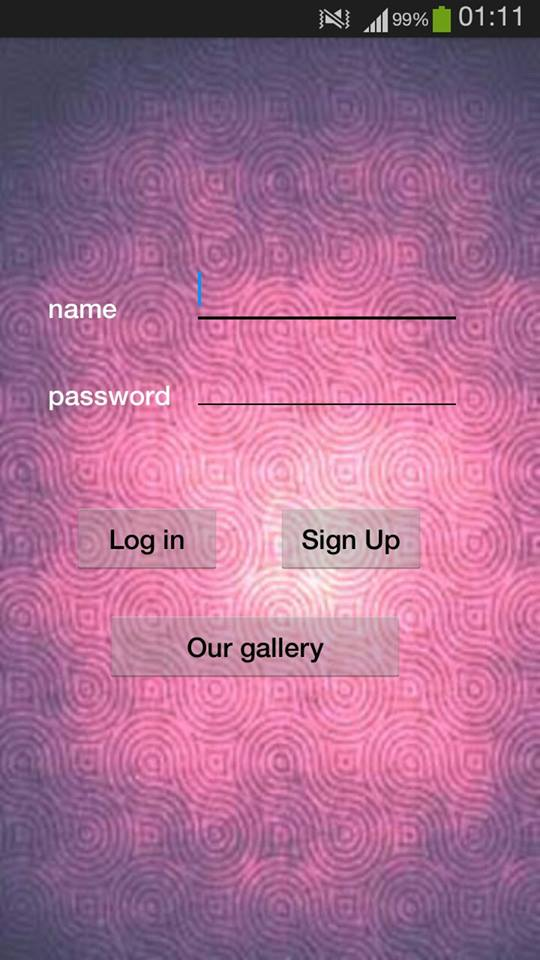 99% 01:11
name
password
Log in Sign Up
Our gallery